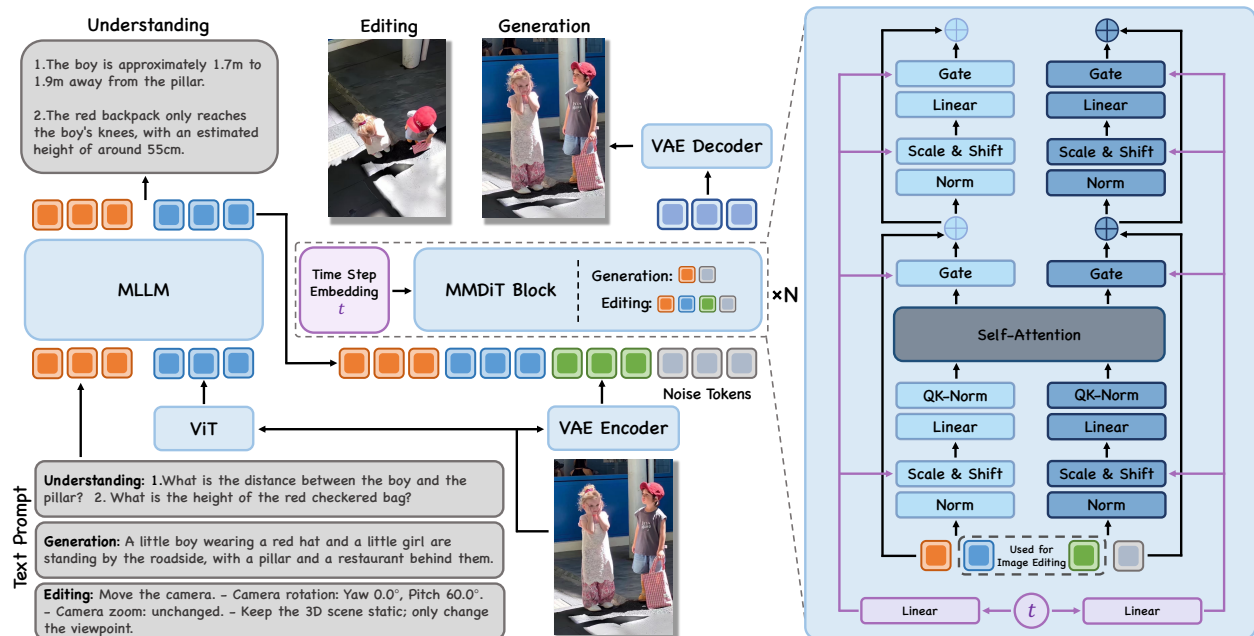 Understanding
1.The boy is approximately 1.7m to
1.9m away from the pillar.
2.The red backpack only reaches
the boy's knees, with an estimated
height of around 55cm.
Editing
Generation
VAE Decoder
MLLM
Time Step
Embedding
t
MMDiT Block
Generation:
Editing:
×N
Noise Tokens
ViT
VAE Encoder
Text Prompt
Understanding: 1.What is the distance between the boy and the
pillar? 2. What is the height of the red checkered bag?
Generation: A little boy wearing a red hat and a little girl are
standing by the roadside, with a pillar and a restaurant behind them.
Editing: Move the camera. - Camera rotation: Yaw 0.0°, Pitch 60.0°.
- Camera zoom: unchanged. - Keep the 3D scene static; only change
the viewpoint.
Gate
Gate
Linear
Linear
Scale & Shift
Scale & Shift
Norm
Norm
Gate
Gate
Self-Attention
QK-Norm
QK-Norm
Linear
Linear
Scale & Shift
Scale & Shift
Norm
Norm
Used for
Image Editing
Linear
t
Linear